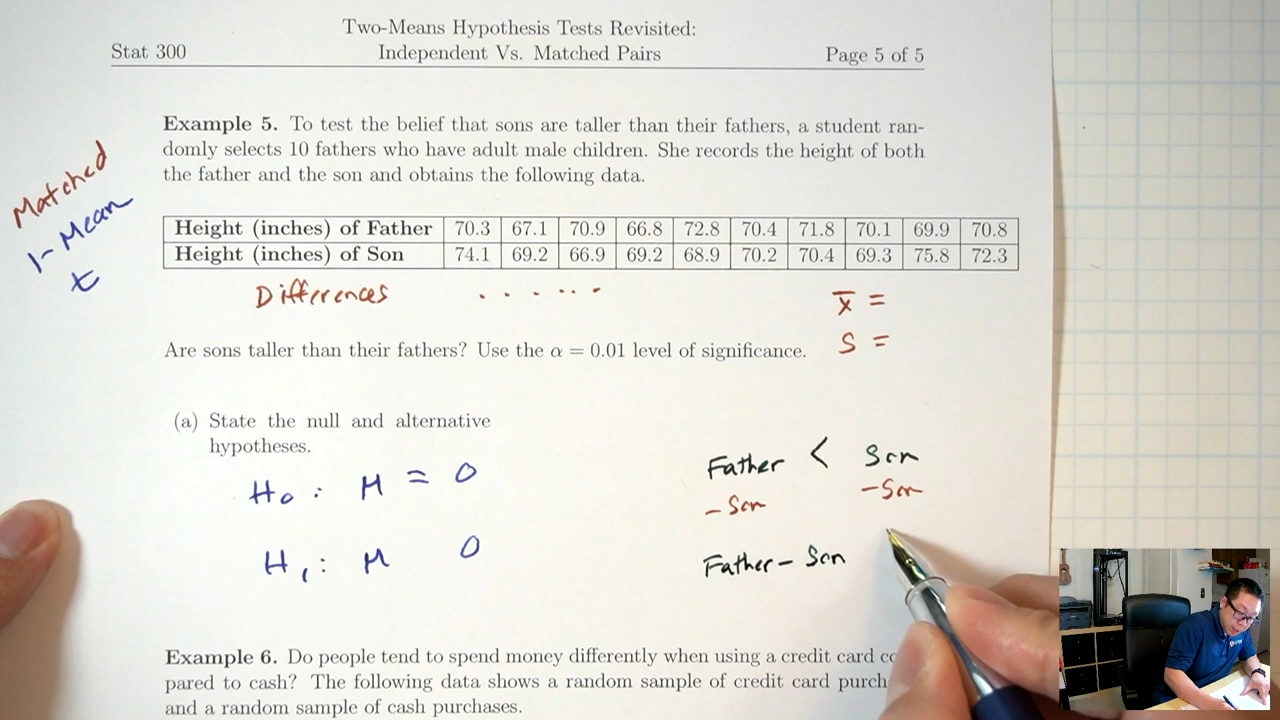 Two-Means Hypothesis Tests Revisited:
Stat 300 Independent Vs. Matched Pairs Page 5 of 5
Example 5. To test the belief that sons are taller than their fathers, a student ran-
domly selects 10 fathers who have adult male children. She records the height of both
the father and the son and obtains the following data.
Matched
1-Mean
t
Height (inches) of Father 70.3 67.1 70.9 66.8 72.8 70.4 71.8 70.1 69.9 70.8
Height (inches) of Son 74.1 69.2 66.9 69.2 68.9 70.2 70.4 69.3 75.8 72.3
Differences . . . . . . x̄ =
S =
Are sons taller than their fathers? Use the α = 0.01 level of significance.
(a) State the null and alternative
hypotheses.
Father < Son
H₀ : M = 0
- Son - Son
H₁ : M 0
Father - Son
Example 6. Do people tend to spend money differently when using a credit card
pared to cash? The following data shows a random sample of credit card
and a random sample of cash purchases.